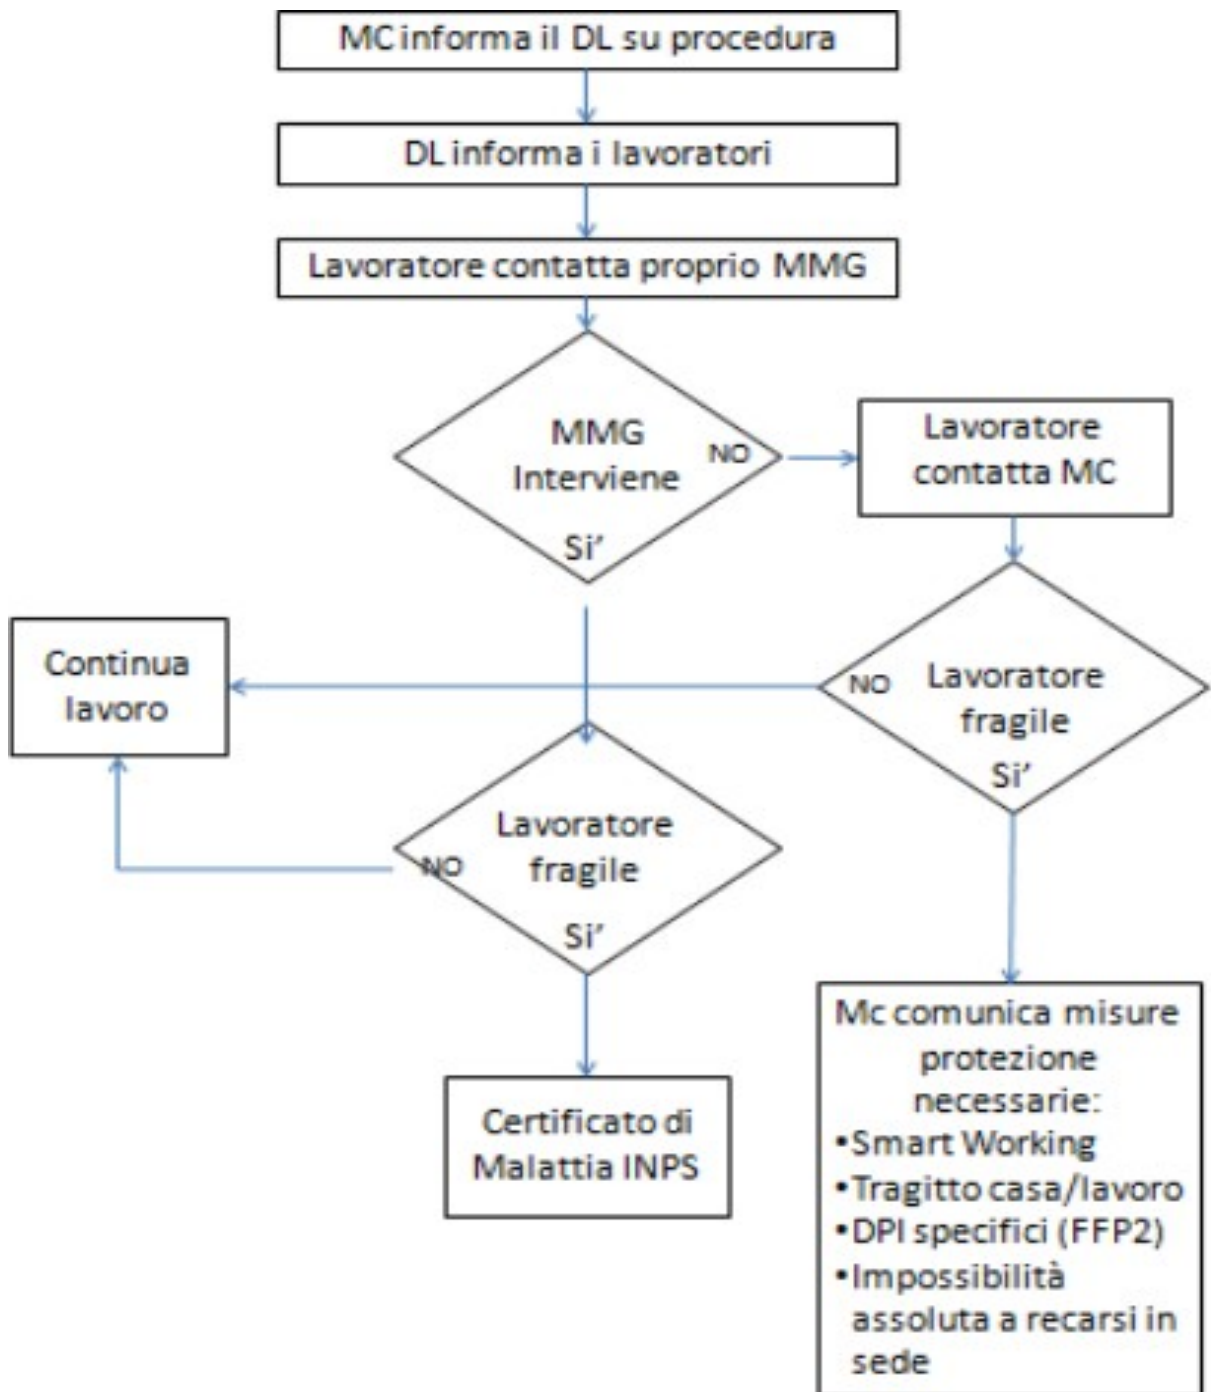 MC informa il DL su procedura
DL informa i lavoratori
Lavoratore contatta proprio MMG
MMG
Interviene
NO
Si’
Lavoratore
contatta MC
Continua
lavoro
NO
Lavoratore
fragile
Si’
Lavoratore
fragile
NO
Si’
Certificato di
Malattia INPS
Mc comunica misure
protezione
necessarie:
•Smart Working
•Tragitto casa/lavoro
•DPI specifici (FFP2)
•Impossibilità
assoluta a recarsi in
sede